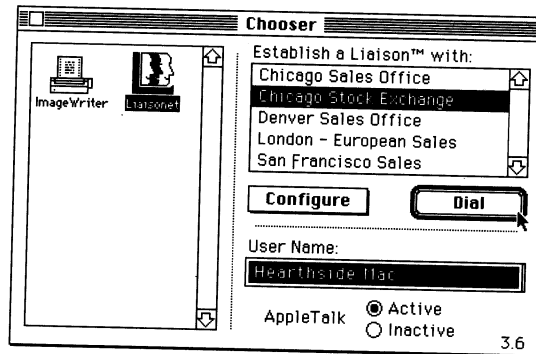 Chooser
ImageWriter
Liaisonet
Establish a Liaison™ with:
Chicago Sales Office
Chicago Stock Exchange
Denver Sales Office
London - European Sales
San Francisco Sales
Configure
Dial
User Name:
Hearthside Mac
AppleTalk
Active
Inactive
3.6